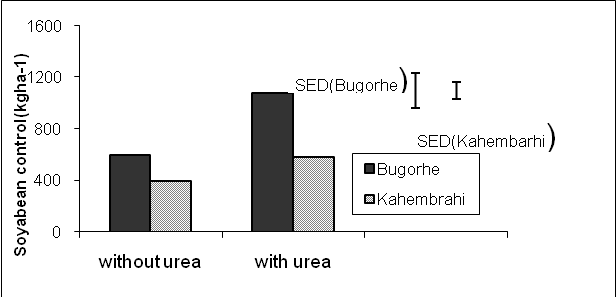 Soyabean control(kgha-1)
1600
1200
800
400
0
SED(Bugorhe)
SED(Kahembarhi)
Bugorhe
Kahembrahi
without urea
with urea